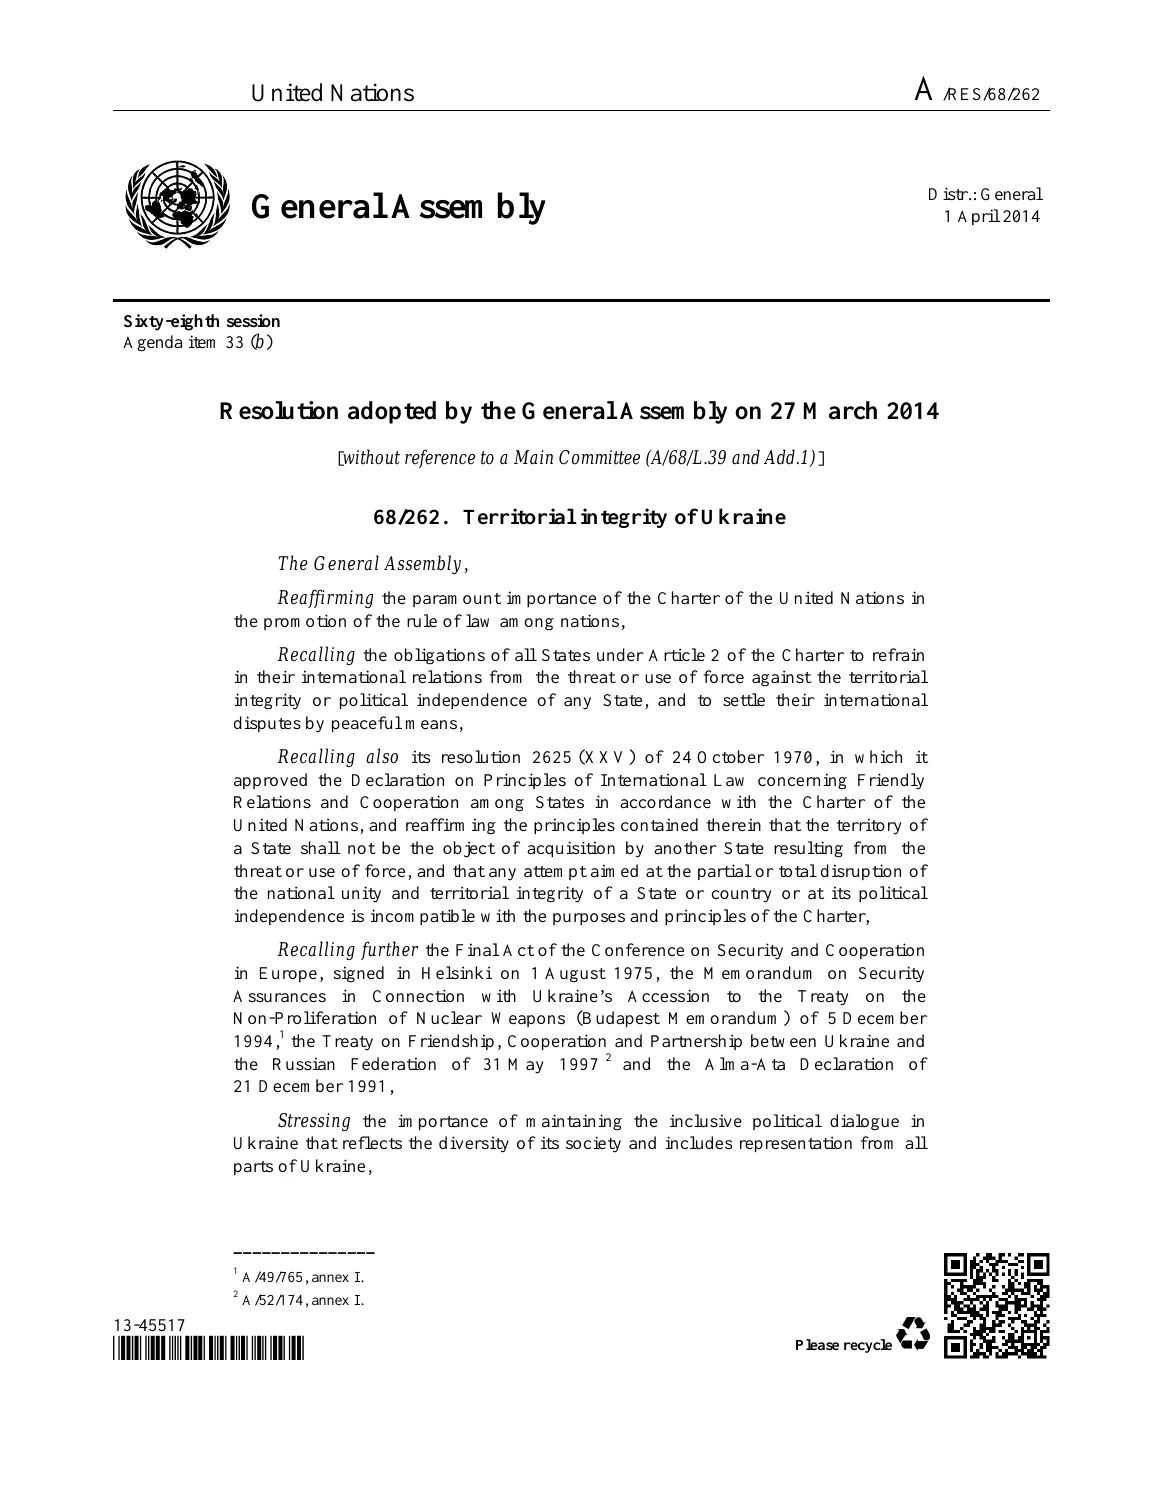 United Nations
A/RES/68/262
General Assembly
Distr.: General
1 April 2014
Sixty-eighth session
Agenda item 33 (b)
Resolution adopted by the General Assembly on 27 March 2014
[without reference to a Main Committee (A/68/L.39 and Add.1)]
68/262. Territorial integrity of Ukraine
The General Assembly,
Reaffirming the paramount importance of the Charter of the United Nations in
the promotion of the rule of law among nations,
Recalling the obligations of all States under Article 2 of the Charter to refrain
in their international relations from the threat or use of force against the territorial
integrity or political independence of any State, and to settle their international
disputes by peaceful means,
Recalling also its resolution 2625 (XXV) of 24 October 1970, in which it
approved the Declaration on Principles of International Law concerning Friendly
Relations and Cooperation among States in accordance with the Charter of the
United Nations, and reaffirming the principles contained therein that the territory of
a State shall not be the object of acquisition by another State resulting from the
threat or use of force, and that any attempt aimed at the partial or total disruption of
the national unity and territorial integrity of a State or country or at its political
independence is incompatible with the purposes and principles of the Charter,
Recalling further the Final Act of the Conference on Security and Cooperation
in Europe, signed in Helsinki on 1 August 1975, the Memorandum on Security
Assurances in Connection with Ukraine's Accession to the Treaty on the
Non-Proliferation of Nuclear Weapons (Budapest Memorandum) of 5 December
1994,1 the Treaty on Friendship, Cooperation and Partnership between Ukraine and
the Russian Federation of 31 May 1997 2 and the Alma-Ata Declaration of
21 December 1991,
Stressing the importance of maintaining the inclusive political dialogue in
Ukraine that reflects the diversity of its society and includes representation from all
parts of Ukraine,
1 A/49/765, annex I.
2 A/52/174, annex I.
13-45517
Please recycle